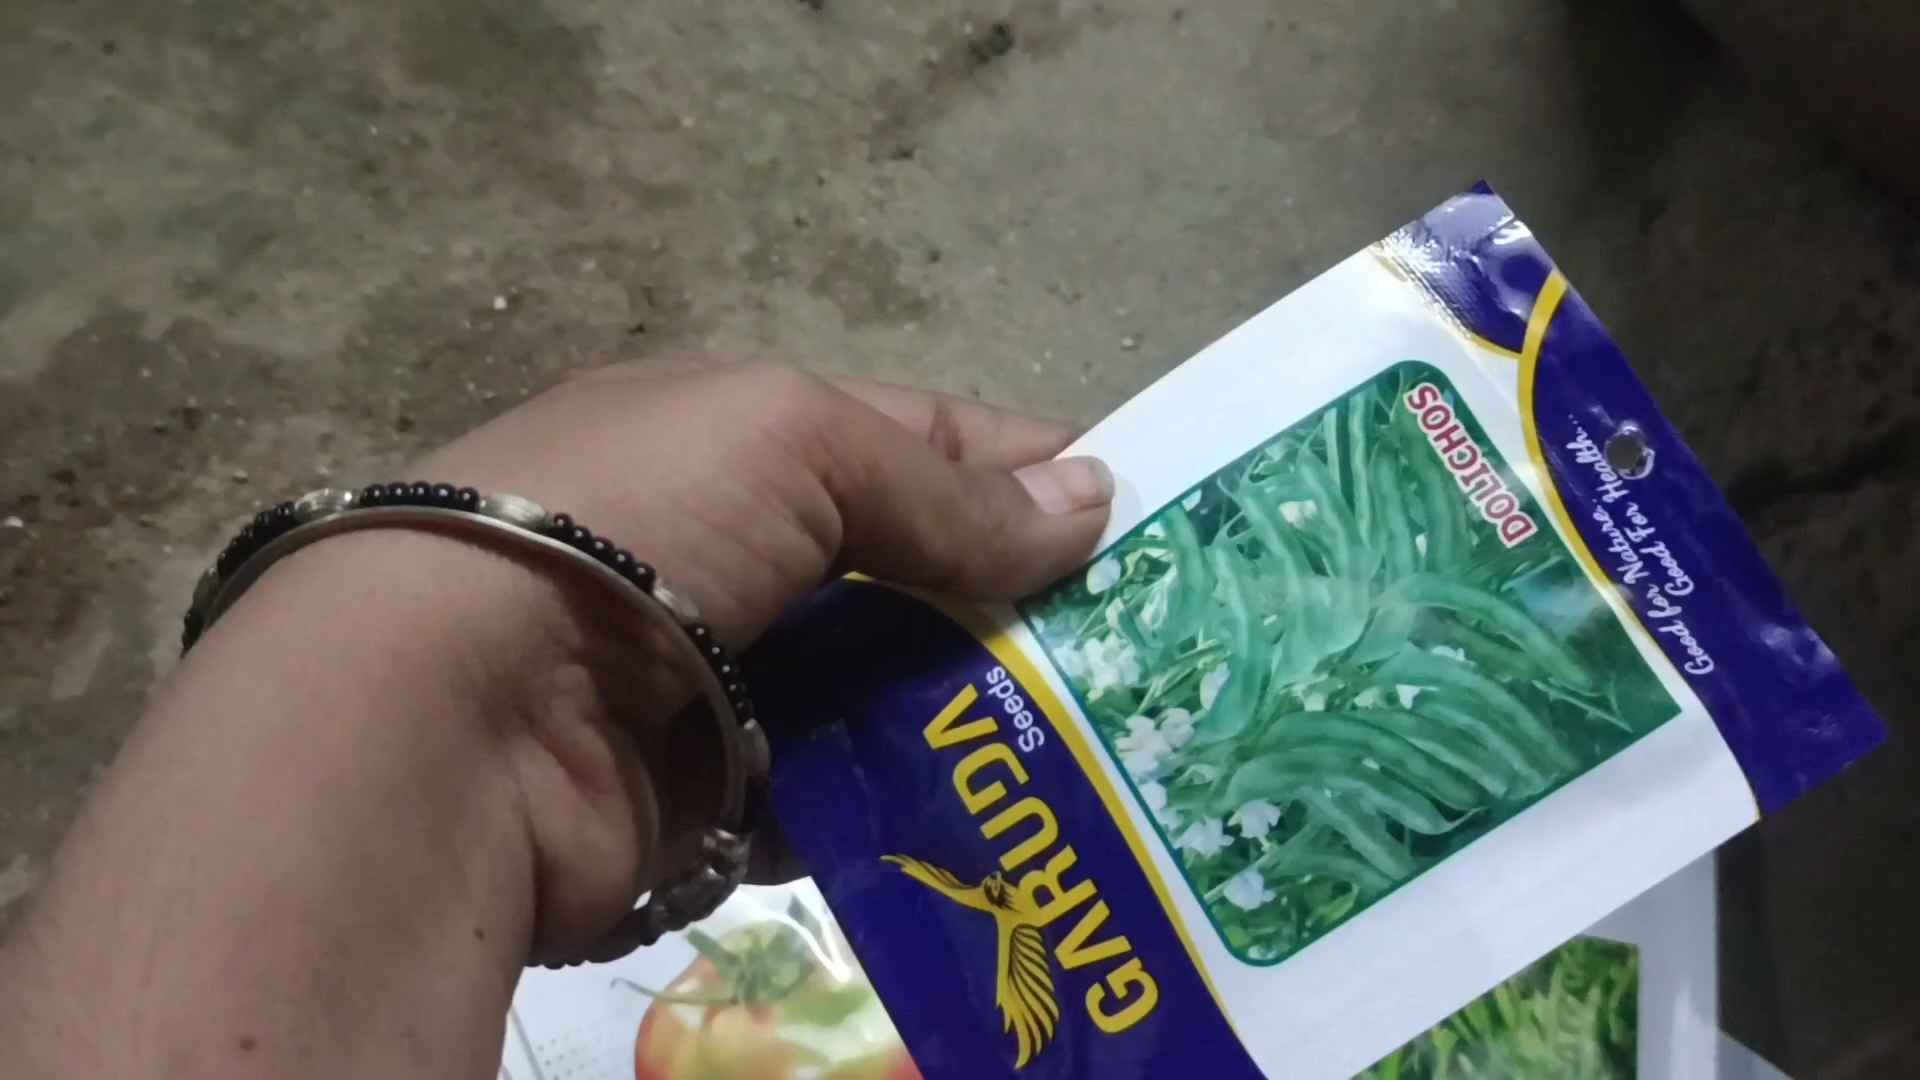 Good for Nature,
Good For Health...
DOLICHOS
GARUDA
Seeds